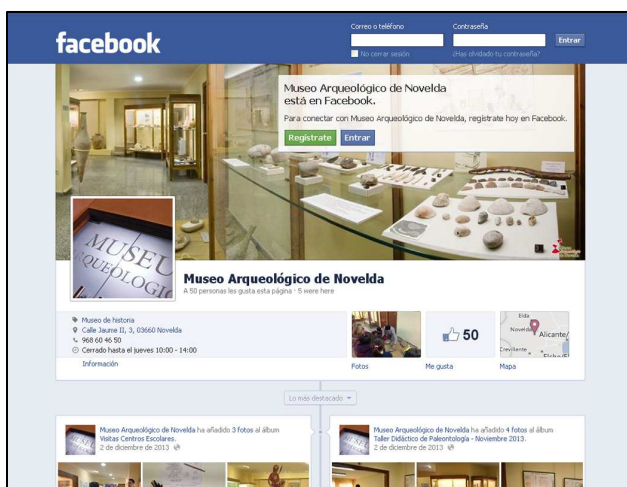 facebook
Correo o teléfono
Contraseña
Entrar
No cerrar sesión
¿Has olvidado tu contraseña?
Museo Arqueológico de Novelda
está en Facebook.
Para conectar con Museo Arqueológico de Novelda, regístrate hoy en Facebook.
Regístrate
Entrar
MUSEU
ARQUEOLOGIC
Museo Arqueológico de Novelda
A 50 personas les gusta esta página · 5 were here
Museo de historia
Calle Jaume II, 3, 03660 Novelda
968 60 46 50
Cerrado hasta el jueves 10:00 - 14:00
Información
50
Elda
Novelda
Alicante/
Crevillente
Elche/
Fotos
Me gusta
Mapa
Lo más destacado
Museo Arqueológico de Novelda ha añadido 3 fotos al álbum
Visitas Centros Escolares.
2 de diciembre de 2013
Museo Arqueológico de Novelda ha añadido 4 fotos al álbum
Taller Didáctico de Paleontología - Noviembre 2013.
2 de diciembre de 2013